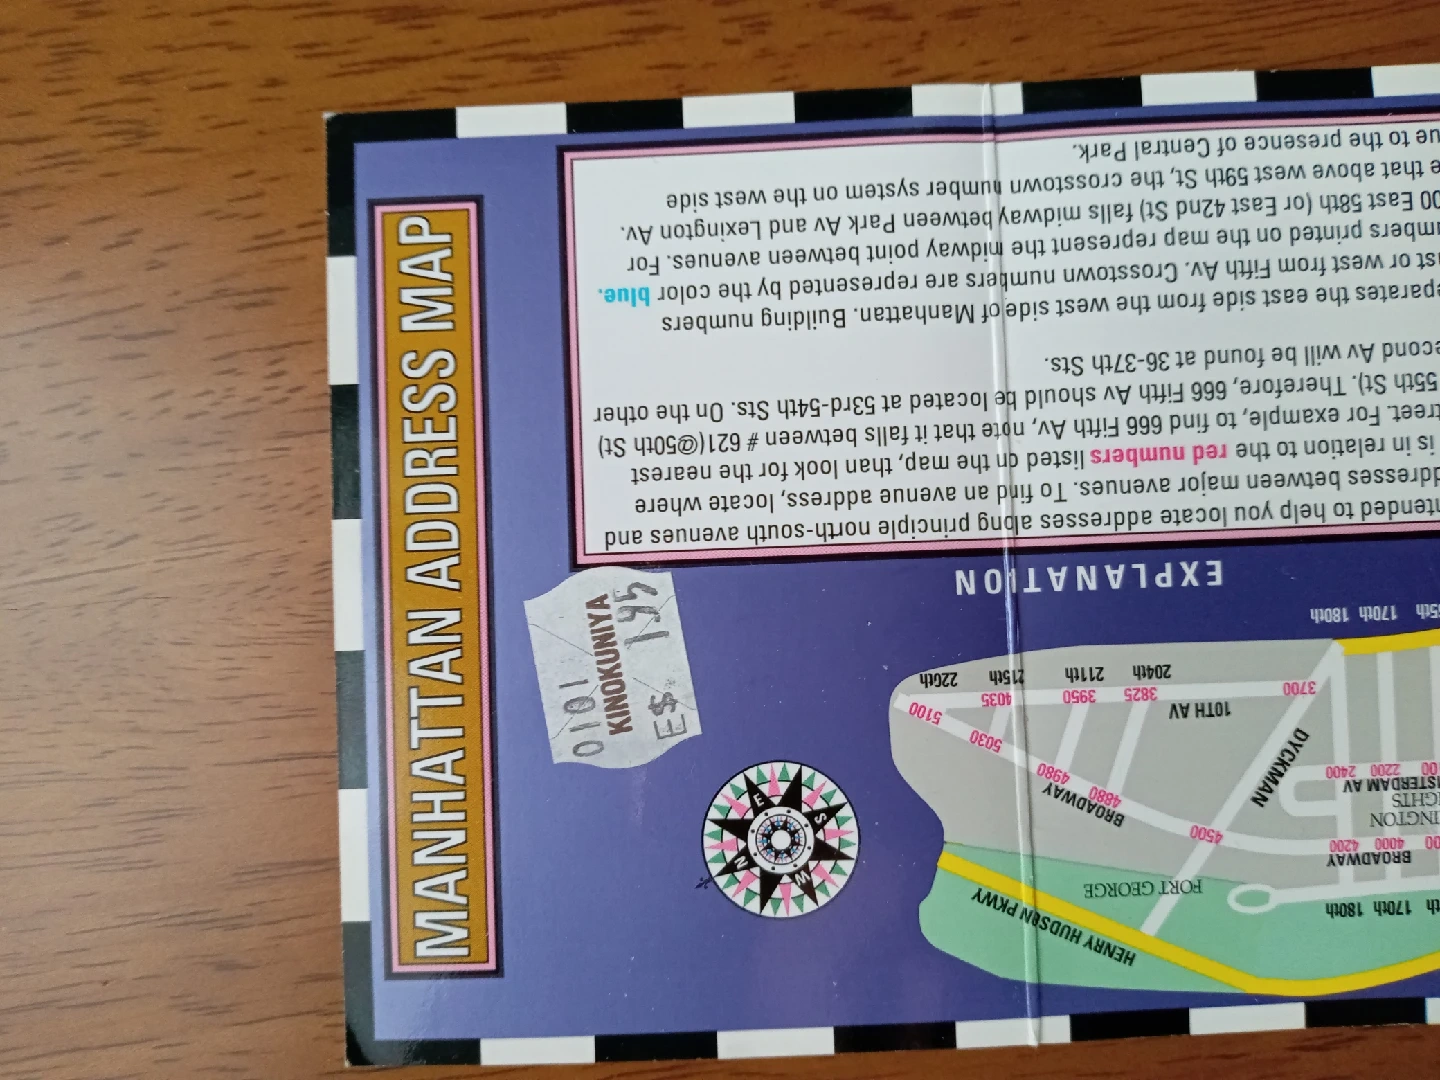 MANHATTAN ADDRESS MAP
0101
KINOKUNIYA
E$ 1.95
EXPLANATION
to help you locate addresses along principle north-south avenues and
between major avenues. To find an avenue address, locate where
is in relation to the red numbers listed on the map, than look for the nearest
For example, to find 666 Fifth Av, note that it falls between # 621(@50th St)
55th St). Therefore, 666 Fifth Av should be located at 53rd-54th Sts. On the other
Av will be found at 36-37th Sts.
the east side from the west side of Manhattan. Building numbers
or west from Fifth Av. Crosstown numbers are represented by the color blue.
printed on the map represent the midway point between avenues. For
East 58th (or East 42nd St) falls midway between Park Av and Lexington Av.
that above west 59th St, the crosstown number system on the west side
to the presence of Central Park.
180th 170th
220th 215th 211th 204th
5100 4035 3950 3825 3700
10TH AV
5030
4980
4880
BROADWAY
4500
DYCKMAN
2400 2200
AV
4200 4000
BROADWAY
180th 170th
FORT GEORGE
HENRY HUDSON PKWY
N
E
S
W